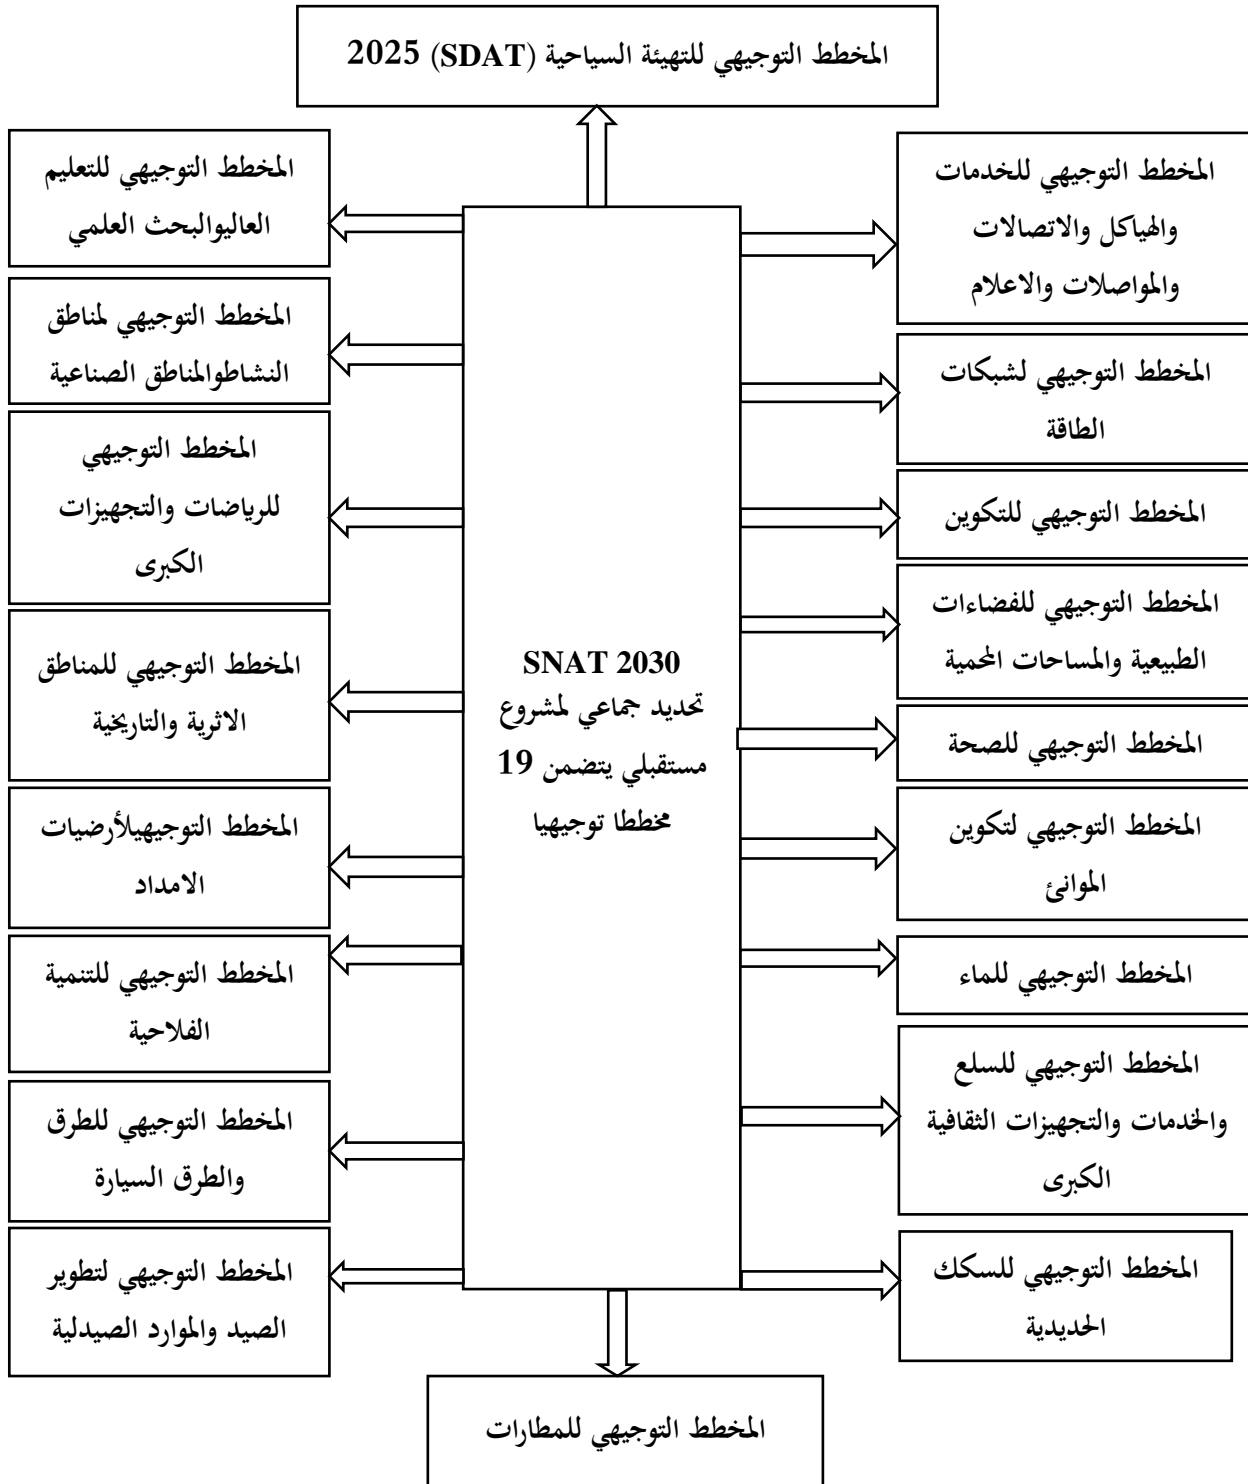 المخطط التوجيهي للتهيئة السياحية (SDAT) 2025
المخطط التوجيهي للخدمات
والهياكل والاتصالات
والمواصلات والاعلام
المخطط التوجيهي لشبكات
الطاقة
المخطط التوجيهي للتكوين
المخطط التوجيهي للفضاءات
الطبيعية والمساحات المحمية
المخطط التوجيهي للصحة
المخطط التوجيهي لتكوين
الموانئ
المخطط التوجيهي للماء
المخطط التوجيهي للسلع
والخدمات والتجهيزات الثقافية
الكبرى
المخطط التوجيهي للسكك
الحديدية
SNAT 2030
تحديد جماعي لمشروع
مستقبلي يتضمن 19
مخططا توجيهيا
المخطط التوجيهي للتعليم
العاليوالبحث العلمي
المخطط التوجيهي لمناطق
النشاطوالمناطق الصناعية
المخطط التوجيهي
للرياضات والتجهيزات
الكبرى
المخطط التوجيهي للمناطق
الاثرية والتاريخية
المخطط التوجيهيلأرضيات
الامداد
المخطط التوجيهي للتنمية
الفلاحية
المخطط التوجيهي للطرق
والطرق السيارة
المخطط التوجيهي لتطوير
الصيد والموارد الصيدلية
المخطط التوجيهي للمطارات